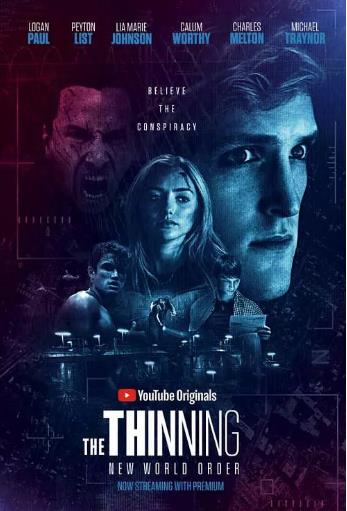 LOGAN PAUL PEYTON LIST LIA MARIE JOHNSON CALUM WORTHY CHARLES MELTON MICHAEL TRAYNOR
BELIEVE
THE
CONSPIRACY
YouTube Originals
THE THINNING
NEW WORLD ORDER
NOW STREAMING WITH PREMIUM